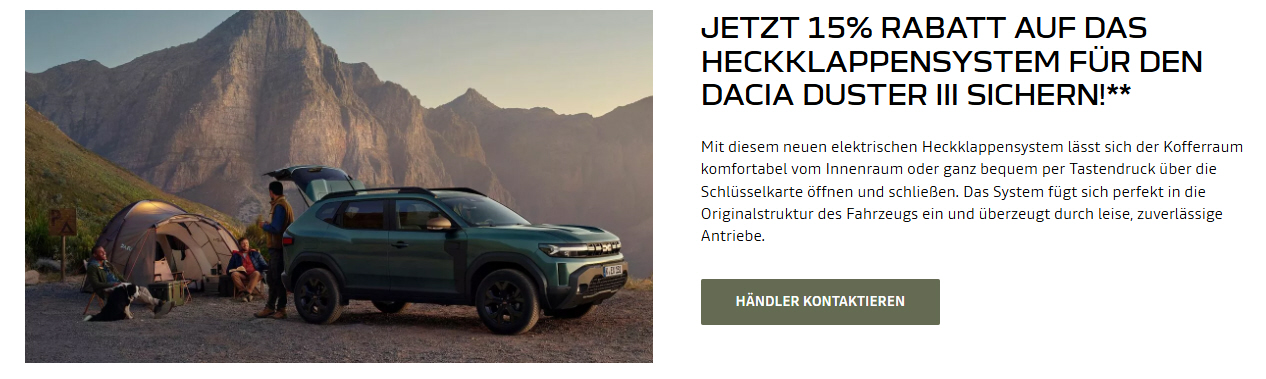 JETZT 15% RABATT AUF DAS
HECKKLAPPENSYSTEM FÜR DEN
DACIA DUSTER III SICHERN!**
Mit diesem neuen elektrischen Heckklappensystem lässt sich der Kofferraum
komfortabel vom Innenraum oder ganz bequem per Tastendruck über die
Schlüsselkarte öffnen und schließen. Das System fügt sich perfekt in die
Originalstruktur des Fahrzeugs ein und überzeugt durch leise, zuverlässige
Antriebe.
HÄNDLER KONTAKTIEREN